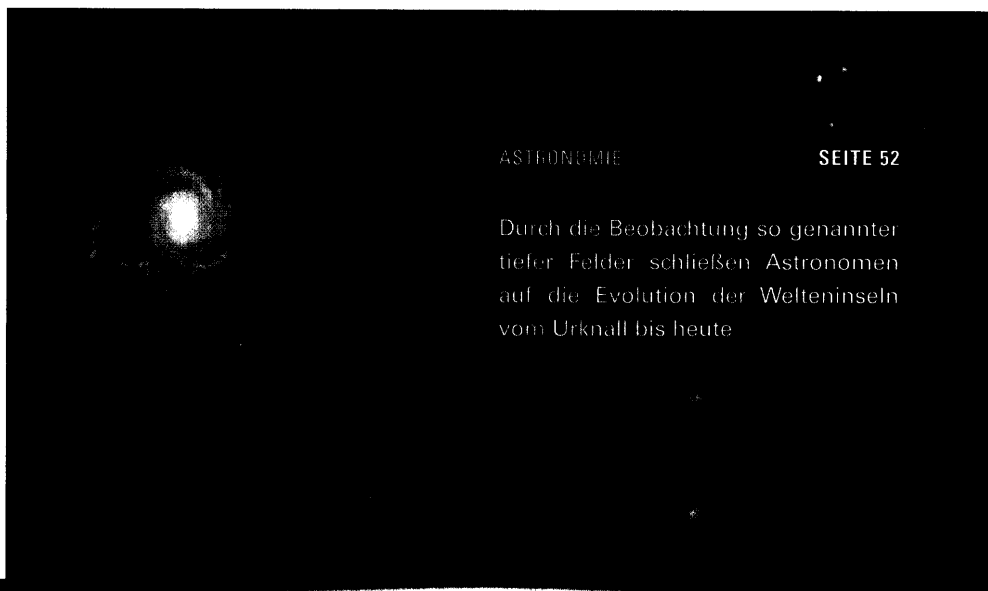 ASTRONOMIE SEITE 52
Durch die Beobachtung so genannter
tiefer Felder schließen Astronomen
auf die Evolution der Welteninseln
vom Urknall bis heute